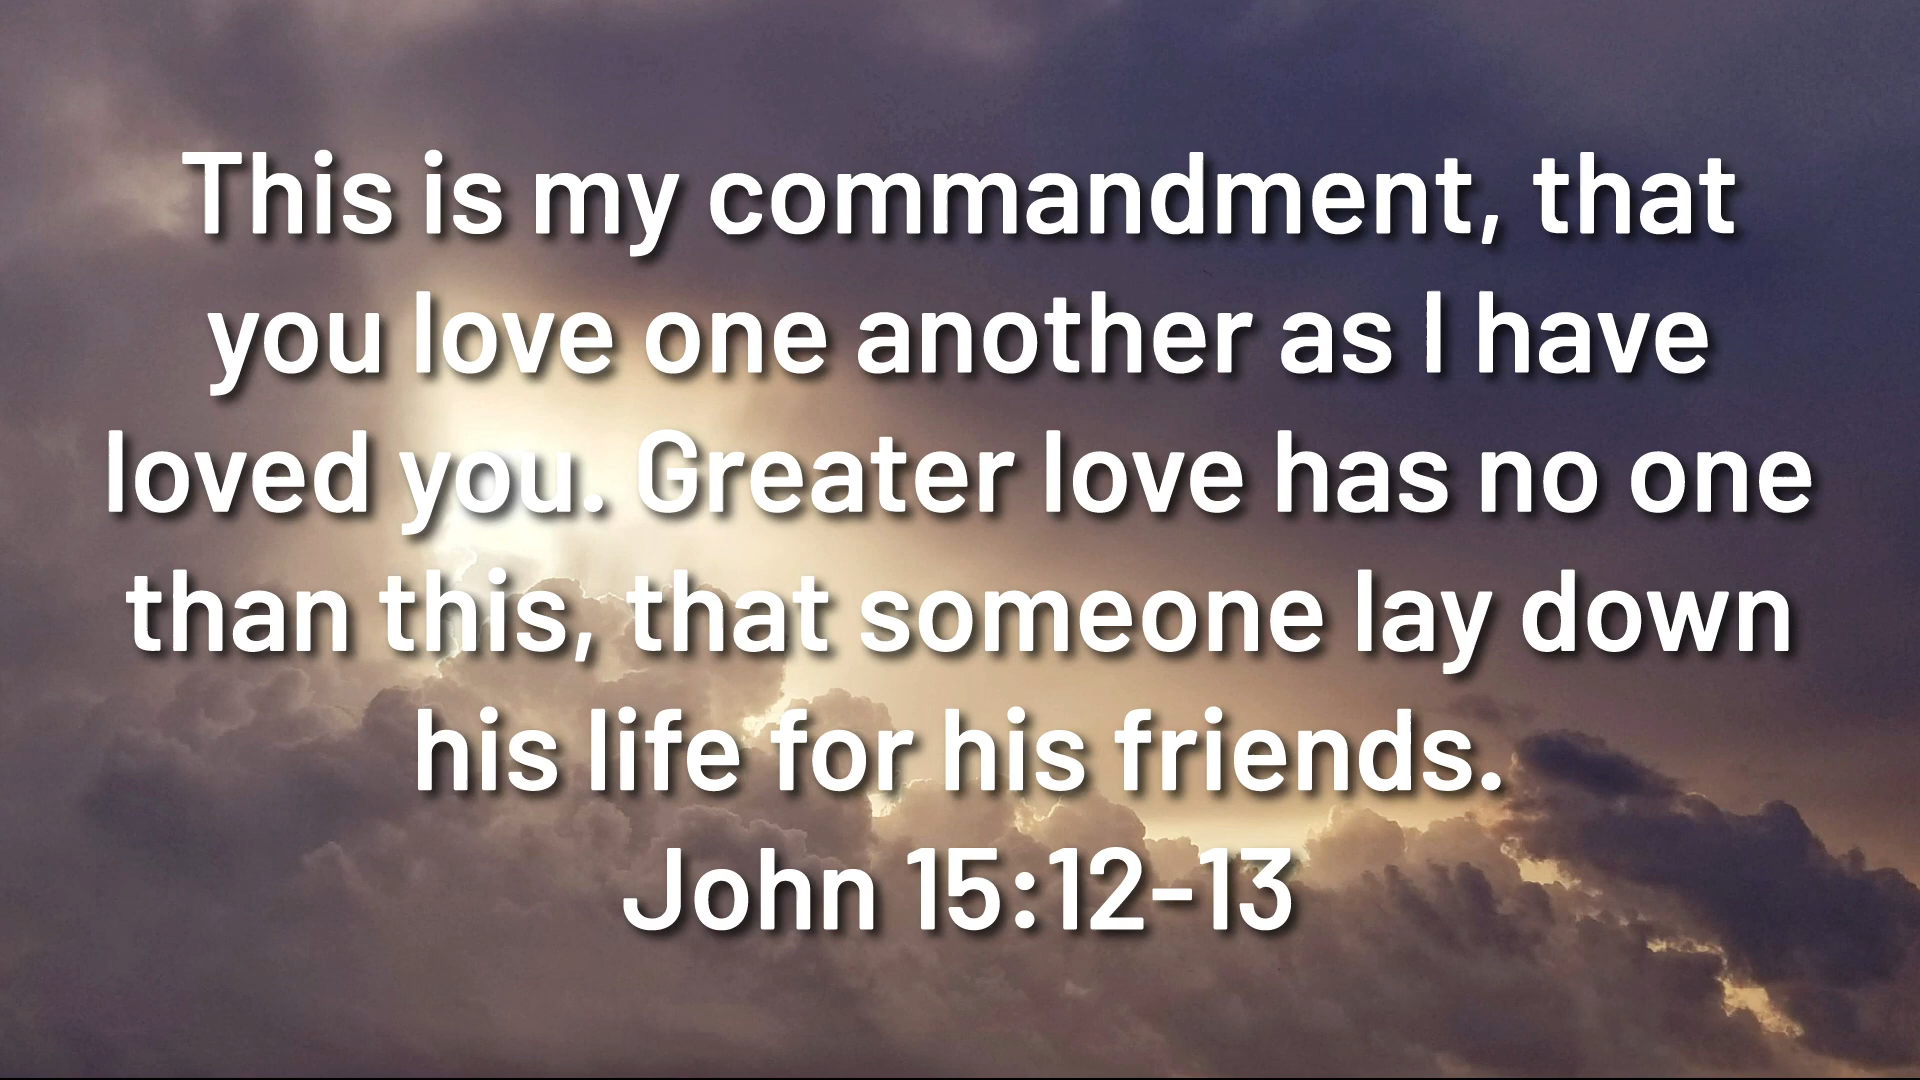 This is my commandment, that
you love one another as I have
loved you. Greater love has no one
than this, that someone lay down
his life for his friends.
John 15:12-13